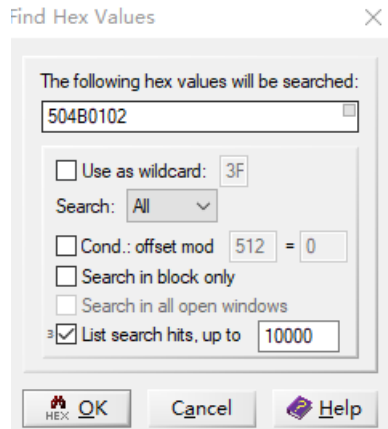 Find Hex Values
The following hex values will be searched:
504B0102
Use as wildcard: 3F
Search: All
Cond.: offset mod 512 = 0
Search in block only
Search in all open windows
3 List search hits, up to 10000
HEX OK Cancel Help